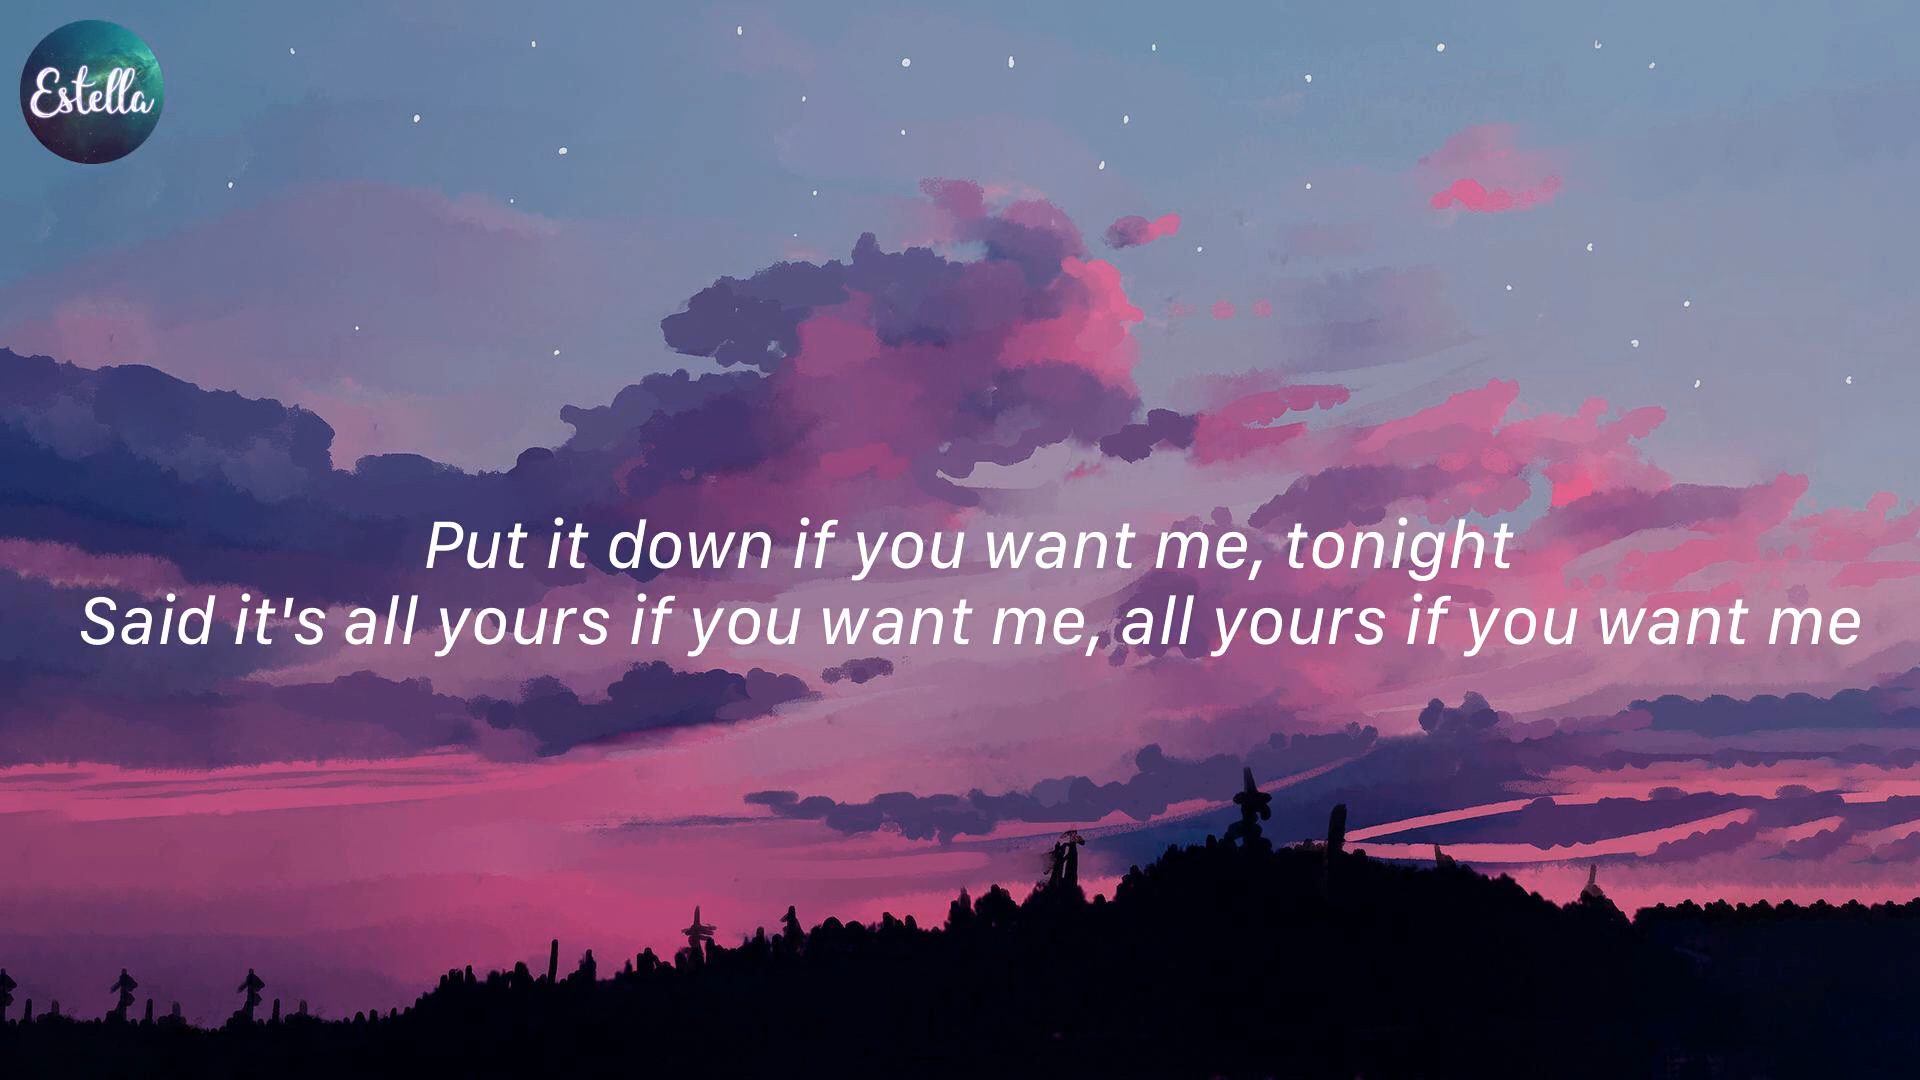 Estella
Put it down if you want me, tonight
Said it's all yours if you want me, all yours if you want me